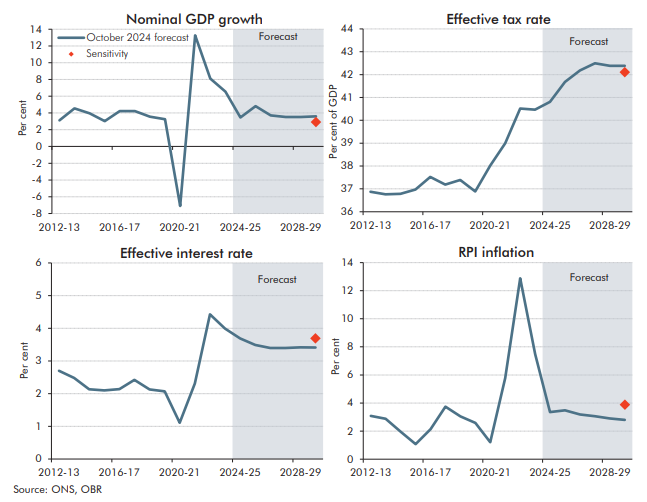 Nominal GDP growth
14
12
10
8
6
4
2
0
-2
-4
-6
-8
Per cent
October 2024 forecast
Sensitivity
Forecast
2012-13 2016-17 2020-21 2024-25 2028-29
Effective tax rate
44
43
42
41
40
39
38
37
36
Per cent of GDP
Forecast
2012-13 2016-17 2020-21 2024-25 2028-29
Effective interest rate
6
5
4
3
2
1
0
Per cent
Forecast
2012-13 2016-17 2020-21 2024-25 2028-29
RPI inflation
14
12
10
8
6
4
2
0
Per cent
Forecast
2012-13 2016-17 2020-21 2024-25 2028-29
Source: ONS, OBR